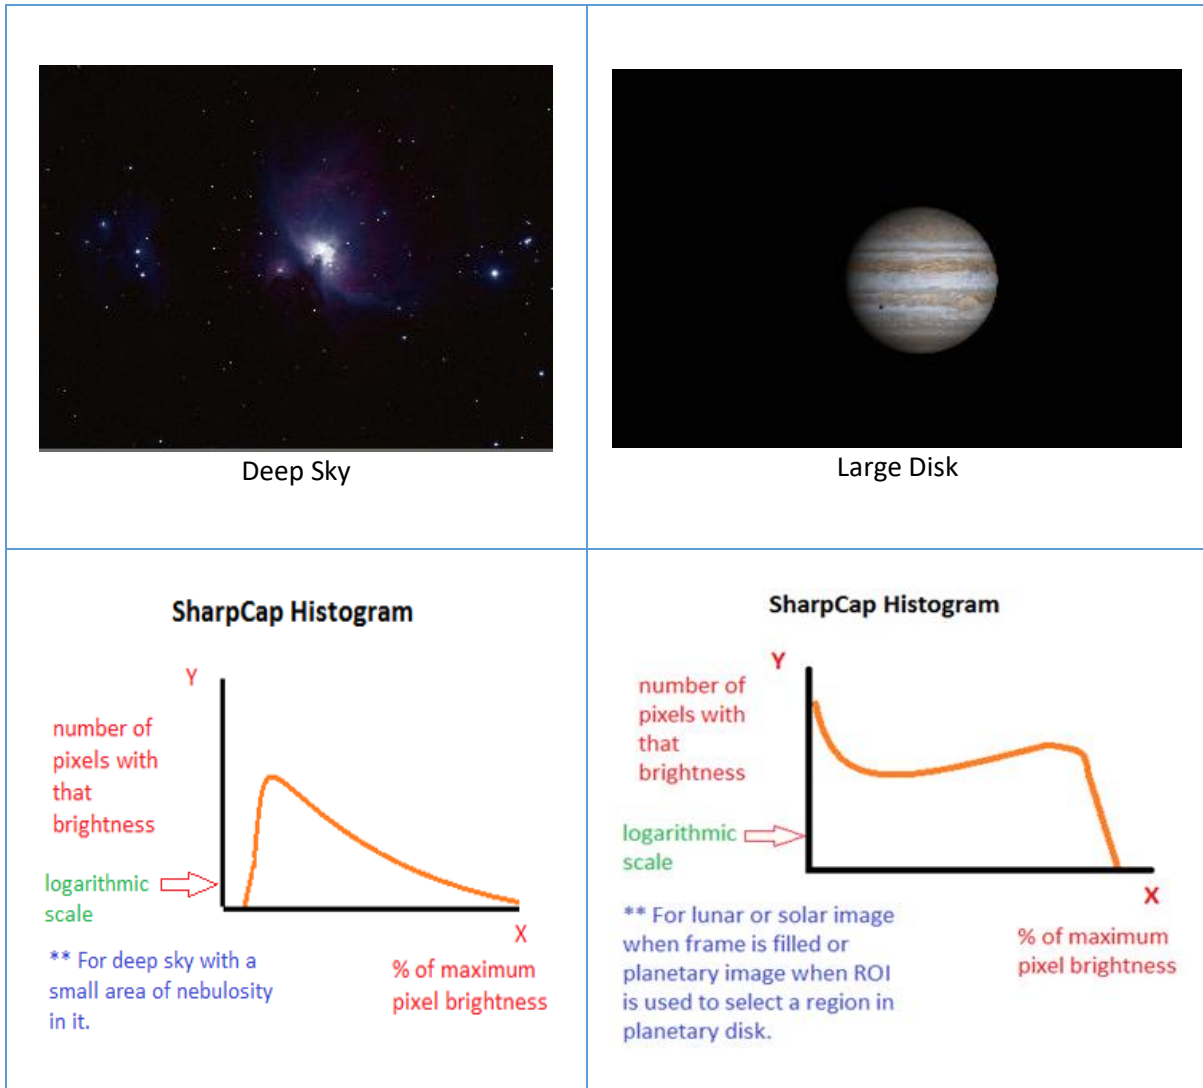 Deep Sky
Large Disk
SharpCap Histogram
Y
number of
pixels with
that
brightness
logarithmic
scale
X
** For deep sky with a
small area of nebulosity
in it.
% of maximum
pixel brightness
SharpCap Histogram
Y
number of
pixels with
that
brightness
logarithmic
scale
X
** For lunar or solar image
when frame is filled or
planetary image when ROI
is used to select a region in
planetary disk.
% of maximum
pixel brightness